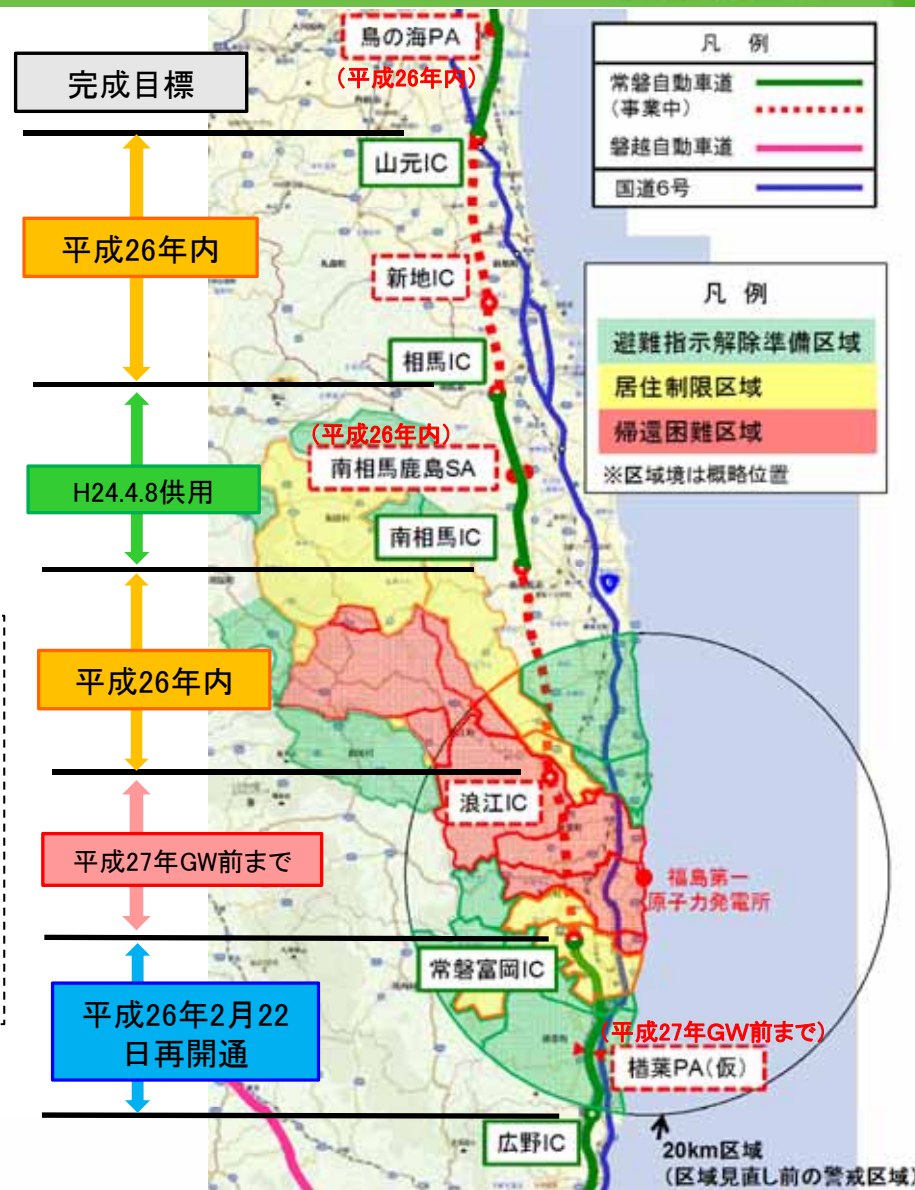 完成目標
平成26年内
H24.4.8供用
平成26年内
平成27年GW前まで
平成26年2月22
日再開通
鳥の海PA
(平成26年内)
山元IC
新地IC
相馬IC
(平成26年内)
南相馬鹿島SA
南相馬IC
浪江IC
福島第一
原子力発電所
常磐富岡IC
(平成27年GW前まで)
楢葉PA(仮)
広野IC
20km区域
(区域見直し前の警戒区域)
凡 例
常磐自動車道
(事業中)
磐越自動車道
国道6号
凡 例
避難指示解除準備区域
居住制限区域
帰還困難区域
※区域境は概略位置